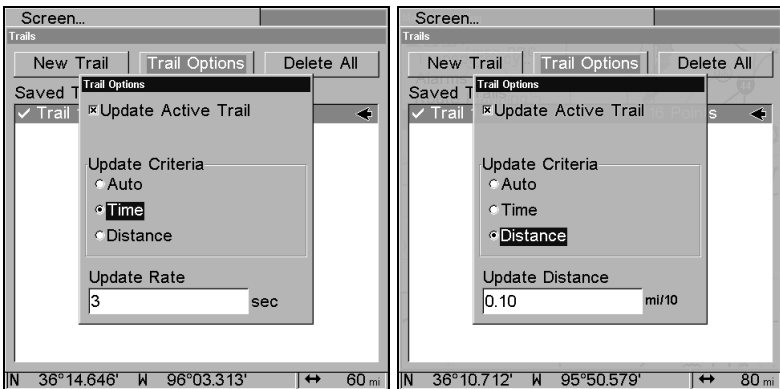 Screen...
Trails
New Trail Trail Options Delete All
Trail Options
Saved T
Update Active Trail
Trail
Update Criteria
Auto
Time
Distance
Update Rate
3 sec
N 36°14.646' W 96°03.313' 60 mi
Screen...
Trails
New Trail Trail Options Delete All
Trail Options
Saved T
Update Active Trail
Trail 16 Points
Update Criteria
Auto
Time
Distance
Update Distance
0.10 mi/10
N 36°10.712' W 95°50.579' 80 mi